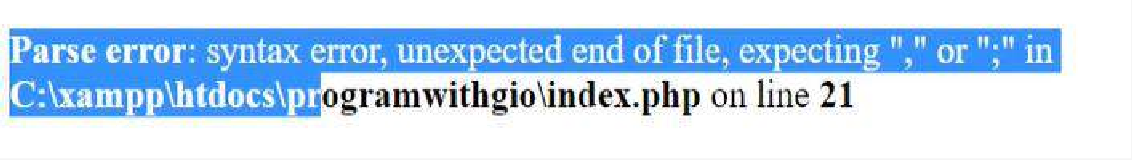 Parse error: syntax error, unexpected end of file, expecting "," or ";" in
C:\xampp\htdocs\programwithgio\index.php on line 21